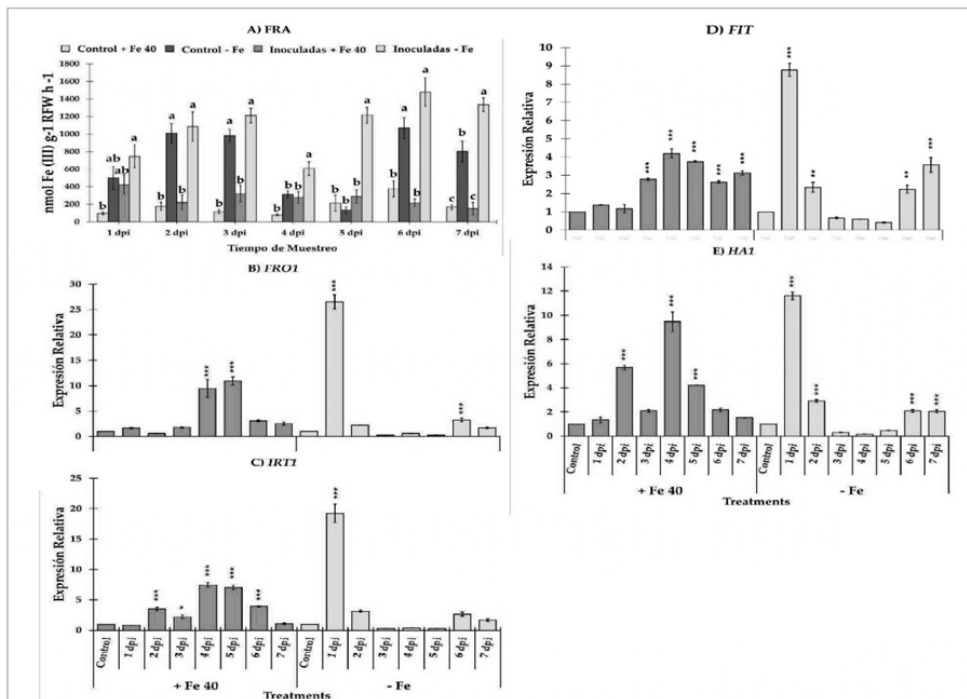 A) FRA
Control + Fe 40 Control - Fe Inoculadas + Fe 40 Inoculadas - Fe
nmol Fe (III) g-1 RFW h -1
1800
1600
1400
1200
1000
800
600
400
200
0
b ab ab a
b a b a
b a b a
b b b a
b b b a
b a b a
c b c a
1 dpi 2 dpi 3 dpi 4 dpi 5 dpi 6 dpi 7 dpi
Tiempo de Muestreo
B) FRO1
Expresión Relativa
30
25
20
15
10
5
0
*** *** *** ***
C) IRT1
Expresión Relativa
25
20
15
10
5
0
*** * *** *** *** ***
Control 1 dpi 2 dpi 3 dpi 4 dpi 5 dpi 6 dpi 7 dpi Control 1 dpi 2 dpi 3 dpi 4 dpi 5 dpi 6 dpi 7 dpi
+ Fe 40 - Fe
Treatments
D) FIT
Expresión Relativa
10
9
8
7
6
5
4
3
2
1
0
*** *** *** *** *** *** ** ** ***
E) HA1
Expresión Relativa
14
12
10
8
6
4
2
0
*** *** *** *** *** *** ***
Control 1 dpi 2 dpi 3 dpi 4 dpi 5 dpi 6 dpi 7 dpi Control 1 dpi 2 dpi 3 dpi 4 dpi 5 dpi 6 dpi 7 dpi
+ Fe 40 - Fe
Treatments